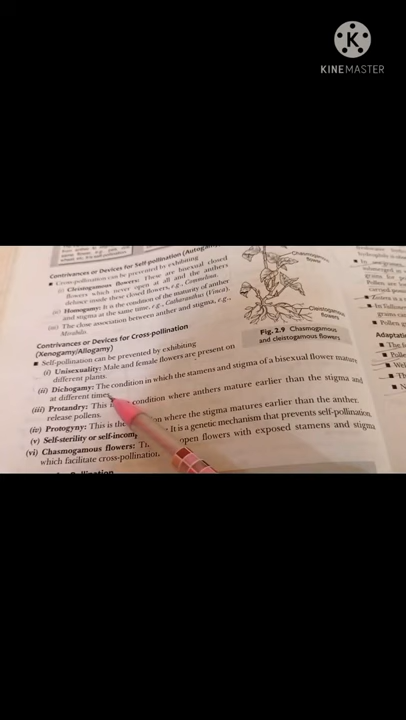 KINEMASTER
Contrivances or Devices for Self-pollination (Autogamy
Cross-pollination can be prevented by exhibiting
(i) Cleistogamous flowers: These are bisexual closed
flowers which never open at all and the anthers
dehisce inside these closed flowers, e.g., Commelina.
(ii) Homogamy: It is the condition of the maturity of anther
and stigma at the same time, e.g., Catharanthus (Vinca).
(iii) The close association between anther and stigma, e.g.,
Mirabilis.
Chasmogamous
flower
Cleistogamous
flowers
Fig. 2.9 Chasmogamous
and cleistogamous flowers
Contrivances or Devices for Cross-pollination
(Xenogamy/Allogamy)
Self-pollination can be prevented by exhibiting
(i) Unisexuality: Male and female flowers are present on
different plants.
(ii) Dichogamy: The condition in which the stamens and stigma of a bisexual flower mature
at different times.
(iii) Protandry: This is condition where anthers mature earlier than the stigma and
release pollens.
(iv) Protogyny: This is the where the stigma matures earlier than the anther.
(v) Self-sterility or self-incomp It is a genetic mechanism that prevents self-pollination.
(vi) Chasmogamous flowers: open flowers with exposed stamens and stigma
which facilitate cross-pollination.
Adaptatio